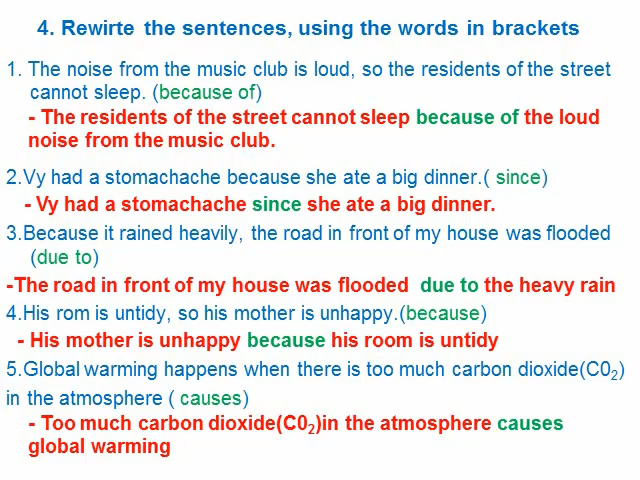 4. Rewirte the sentences, using the words in brackets
1. The noise from the music club is loud, so the residents of the street
cannot sleep. (because of)
- The residents of the street cannot sleep because of the loud
noise from the music club.
2.Vy had a stomachache because she ate a big dinner.( since)
- Vy had a stomachache since she ate a big dinner.
3.Because it rained heavily, the road in front of my house was flooded
(due to)
-The road in front of my house was flooded due to the heavy rain
4.His rom is untidy, so his mother is unhappy.(because)
- His mother is unhappy because his room is untidy
5.Global warming happens when there is too much carbon dioxide(C0₂)
in the atmosphere ( causes)
- Too much carbon dioxide(C0₂)in the atmosphere causes
global warming